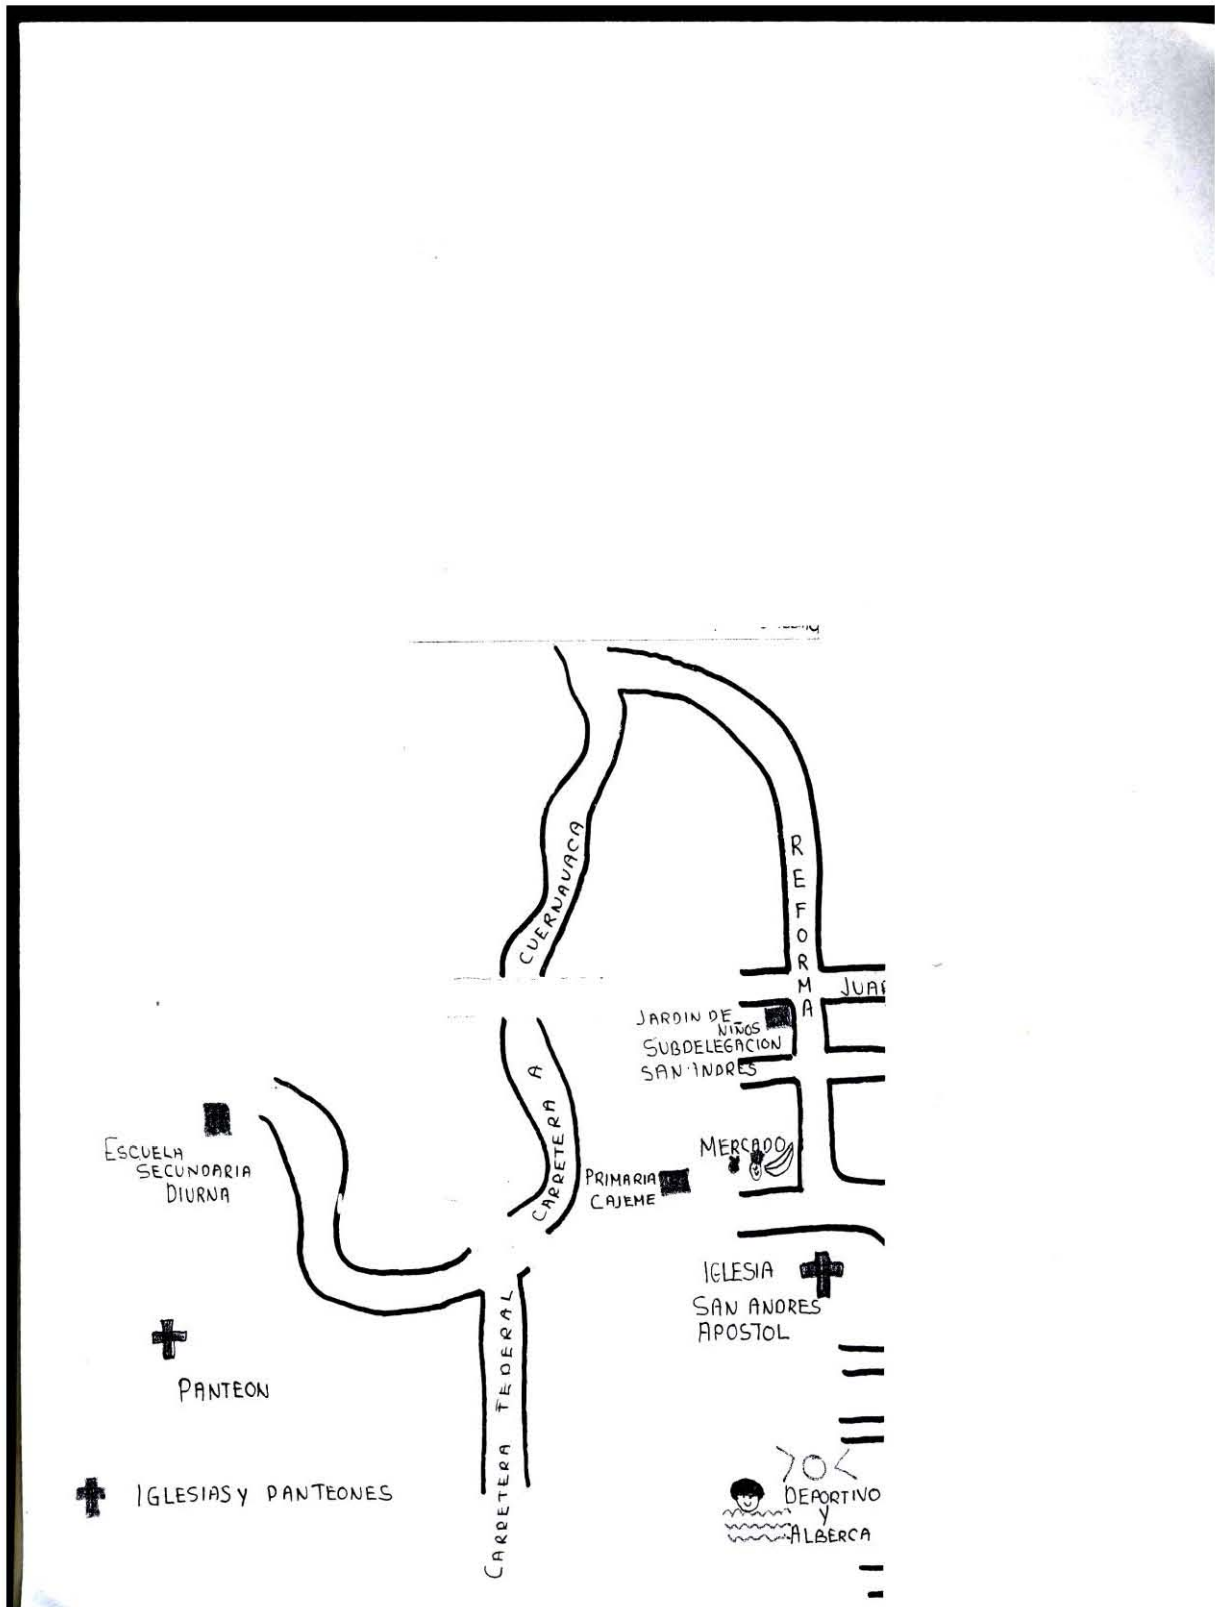 CUERNAVACA
REFORMA
JUAR
JARDIN DE
NIÑOS
SUBDELEGACION
SAN INDRES
CARRETERA A
ESCUELA
SECUNDARIA
DIURNA
MERCADO
PRIMARIA
CAJEME
IGLESIA
SAN ANDRES
APOSTOL
CARRETERA FEDERAL
PANTEON
IGLESIAS Y PANTEONES
DEPORTIVO
Y
ALBERCA